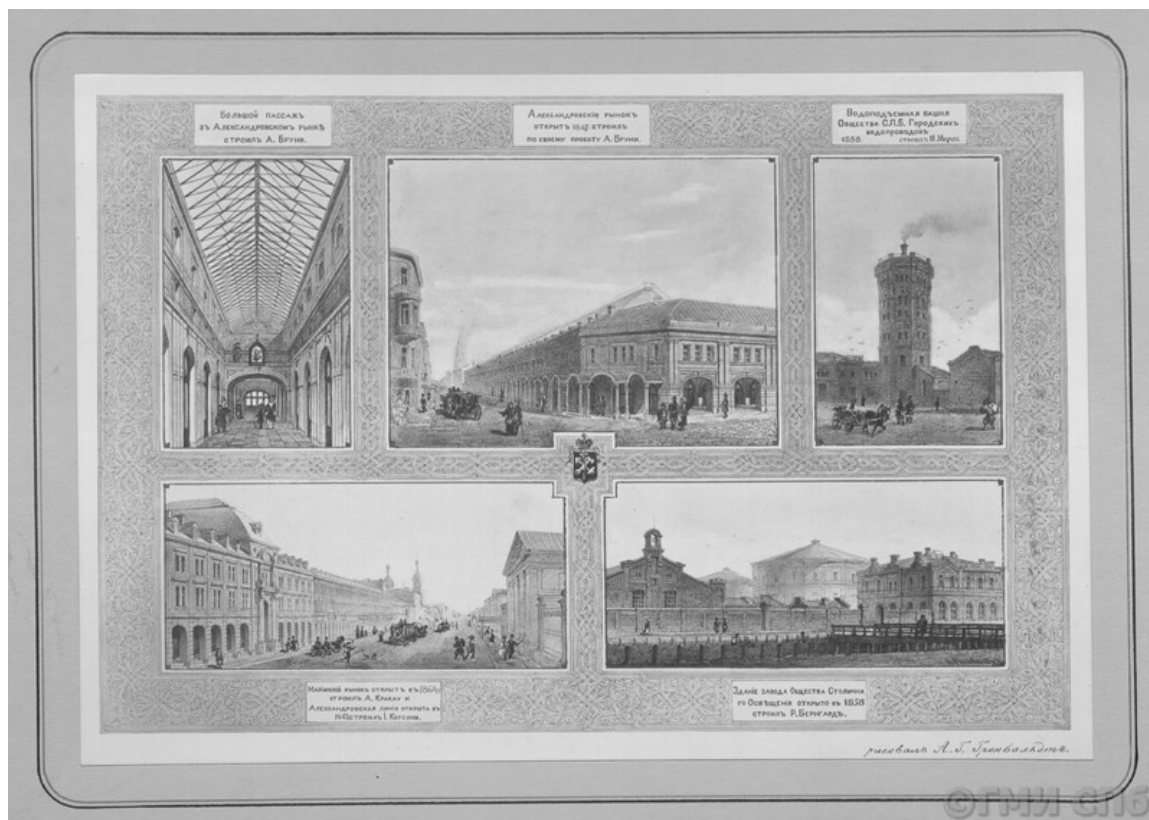 Большой пассажъ
въ Александровскомъ рынкѣ
строилъ А. Бруни.
Александровскій рынокъ
открытъ строилъ
по своему проекту А. Бруни.
Водоподъемная башня
Общества С.П.Б. Городскихъ
водопроводовъ
1858. строилъ
рынокъ открытъ въ 1864
строилъ А. Кракау и
Александровская линія открыта въ
строилъ І. Корсини.
Зданіе завода Общества Столична
го Освѣщенія открыто въ 1858
строилъ Р. Бернгардъ.
рисовалъ А. Г.
©ГМИ СПб